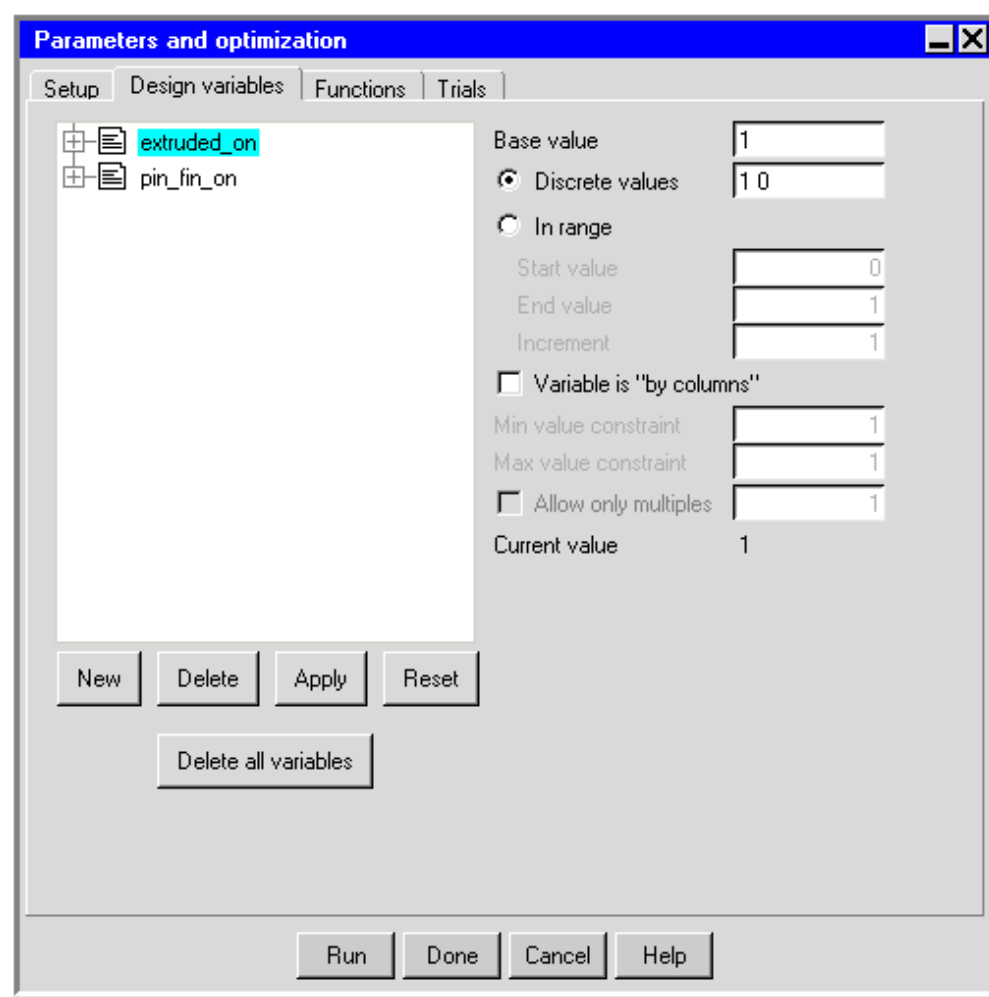 Parameters and optimization
Setup Design variables Functions Trials
extruded_on
pin_fin_on
Base value 1
Discrete values 1 0
In range
Start value 0
End value 1
Increment 1
Variable is "by columns"
Min value constraint 1
Max value constraint 1
Allow only multiples 1
Current value 1
New Delete Apply Reset
Delete all variables
Run Done Cancel Help